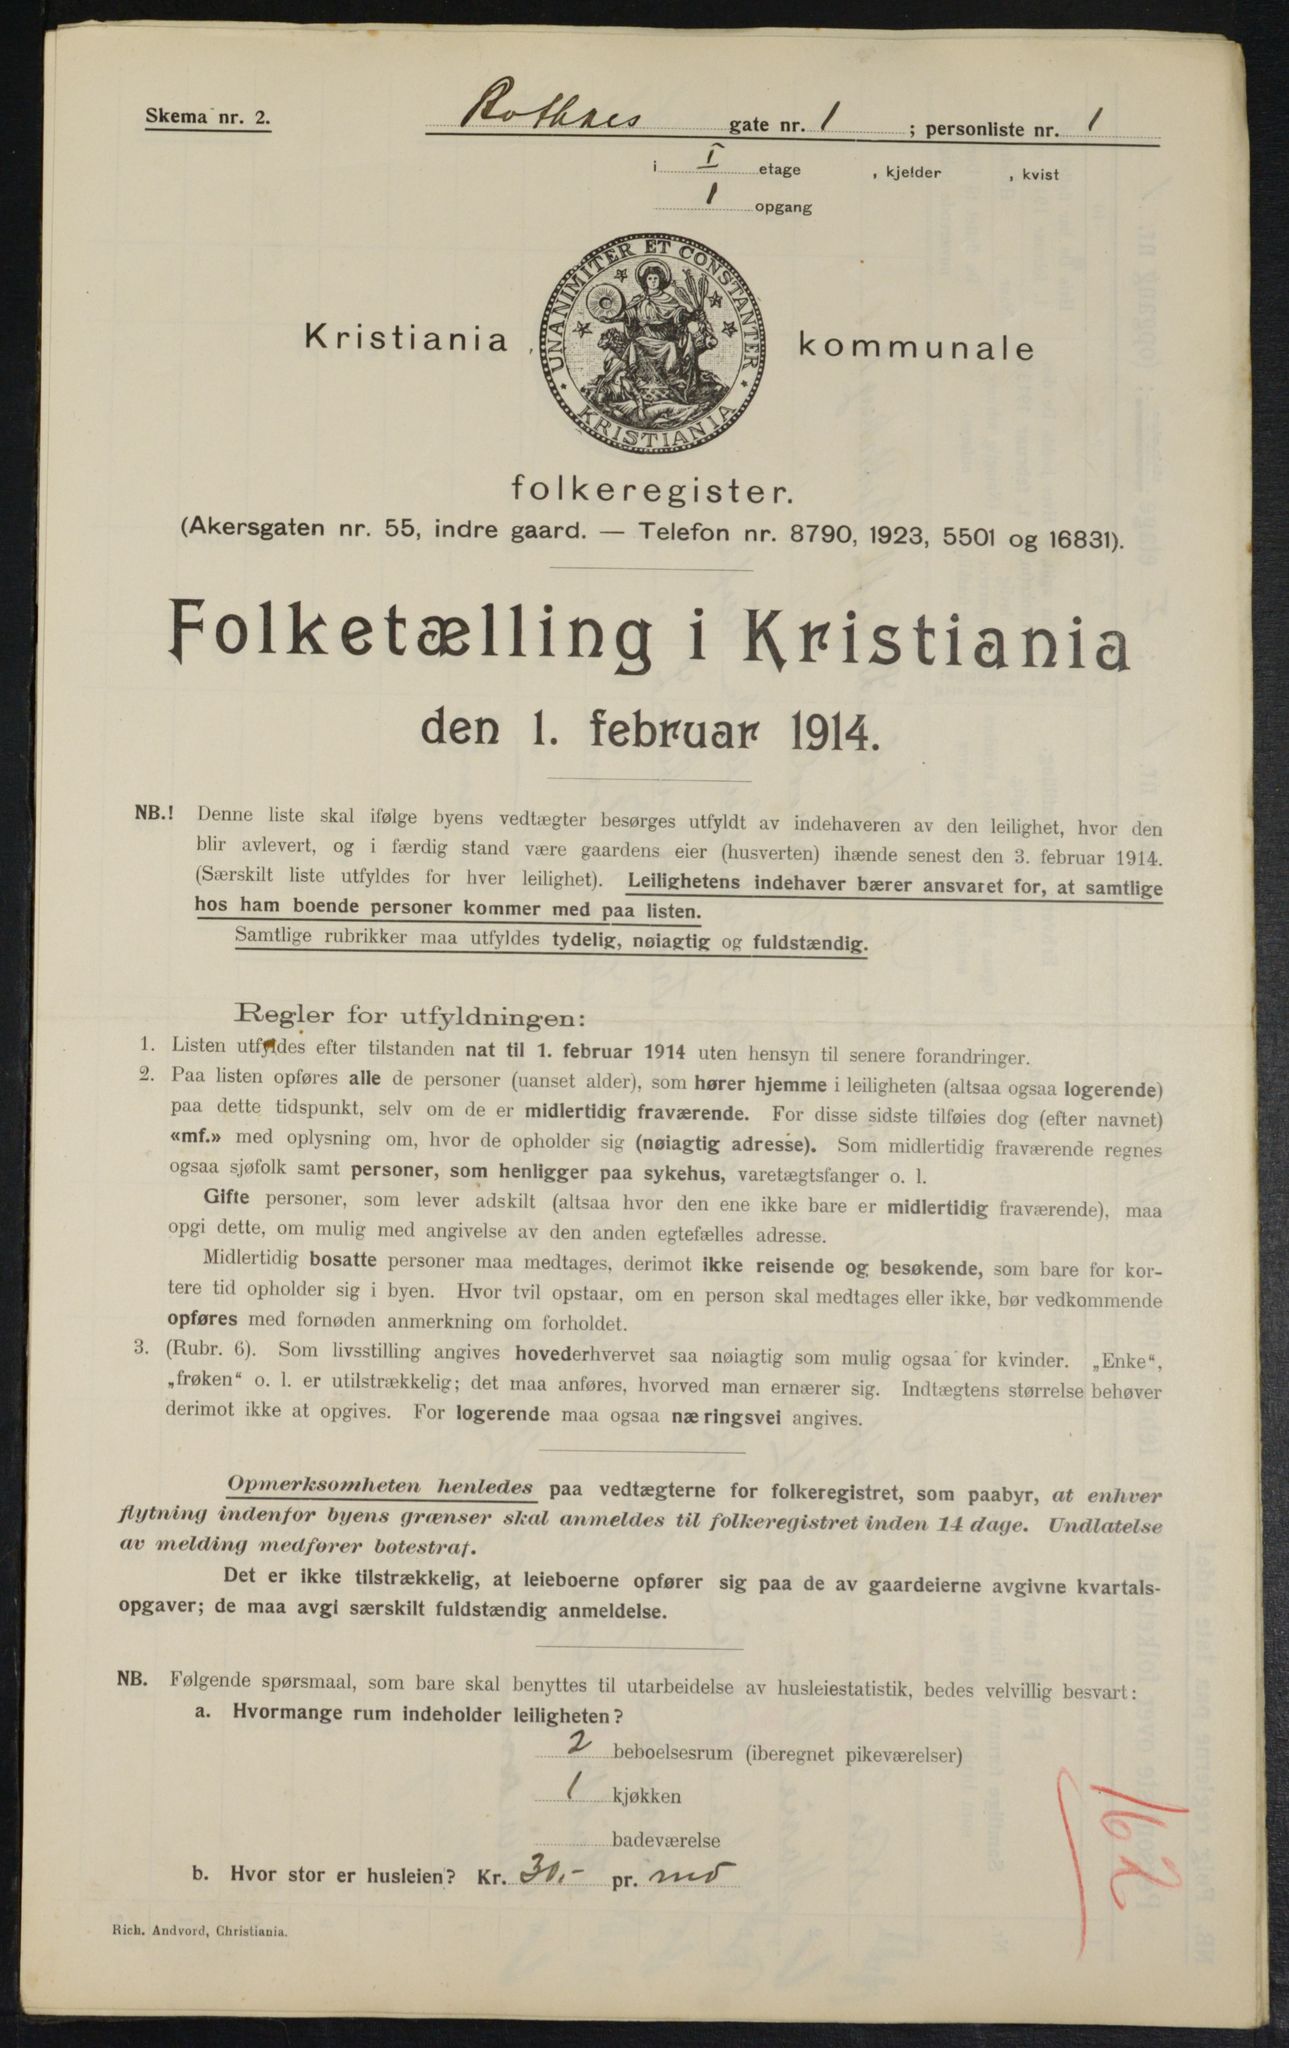 Skema nr. 2.
Rathkes gate nr. 1 ; personliste nr. 1
i I etage , kjelder , kvist
1 opgang
UNANIMITER ET CONSTANTER
KRISTIANIA
Kristiania kommunale
folkeregister.
(Akersgaten nr. 55, indre gaard. — Telefon nr. 8790, 1923, 5501 og 16831).
Folketælling i Kristiania
den 1. februar 1914.
NB.! Denne liste skal ifølge byens vedtægter besørges utfyldt av indehaveren av den leilighet, hvor den
blir avlevert, og i færdig stand være gaardens eier (husverten) ihænde senest den 3. februar 1914.
(Særskilt liste utfyldes for hver leilighet). Leilighetens indehaver bærer ansvaret for, at samtlige
hos ham boende personer kommer med paa listen.
Samtlige rubrikker maa utfyldes tydelig, nøiagtig og fuldstændig.
Regler for utfyldningen:
1. Listen utfyldes efter tilstanden nat til 1. februar 1914 uten hensyn til senere forandringer.
2. Paa listen opføres alle de personer (uanset alder), som hører hjemme i leiligheten (altsaa ogsaa logerende)
paa dette tidspunkt, selv om de er midlertidig fraværende. For disse sidste tilføies dog (efter navnet)
«mf.» med oplysning om, hvor de opholder sig (nøiagtig adresse). Som midlertidig fraværende regnes
ogsaa sjøfolk samt personer, som henligger paa sykehus, varetægtsfanger o. l.
Gifte personer, som lever adskilt (altsaa hvor den ene ikke bare er midlertidig fraværende), maa
opgi dette, om mulig med angivelse av den anden egtefælles adresse.
Midlertidig bosatte personer maa medtages, derimot ikke reisende og besøkende, som bare for kor-
tere tid opholder sig i byen. Hvor tvil opstaar, om en person skal medtages eller ikke, bør vedkommende
opføres med fornøden anmerkning om forholdet.
3. (Rubr. 6). Som livsstilling angives hovederhvervet saa nøiagtig som mulig ogsaa for kvinder. „Enke“,
„frøken“ o. l. er utilstrækkelig; det maa anføres, hvorved man ernærer sig. Indtægtens størrelse behøver
derimot ikke at opgives. For logerende maa ogsaa næringsvei angives.
Opmerksomheten henledes paa vedtægterne for folkeregistret, som paabyr, at enhver
flytning indenfor byens grænser skal anmeldes til folkeregistret inden 14 dage. Undlatelse
av melding medfører botestraf.
Det er ikke tilstrækkelig, at leieboerne opfører sig paa de av gaardeierne avgivne kvartals-
opgaver; de maa avgi særskilt fuldstændig anmeldelse.
NB. Følgende spørsmaal, som bare skal benyttes til utarbeidelse av husleiestatistik, bedes velvillig besvart:
a. Hvormange rum indeholder leiligheten?
2 beboelsesrum (iberegnet pikeværelser)
1 kjøkken
badeværelse
b. Hvor stor er husleien? Kr. 30,- pr. md
162
Rich. Andvord, Christiania.